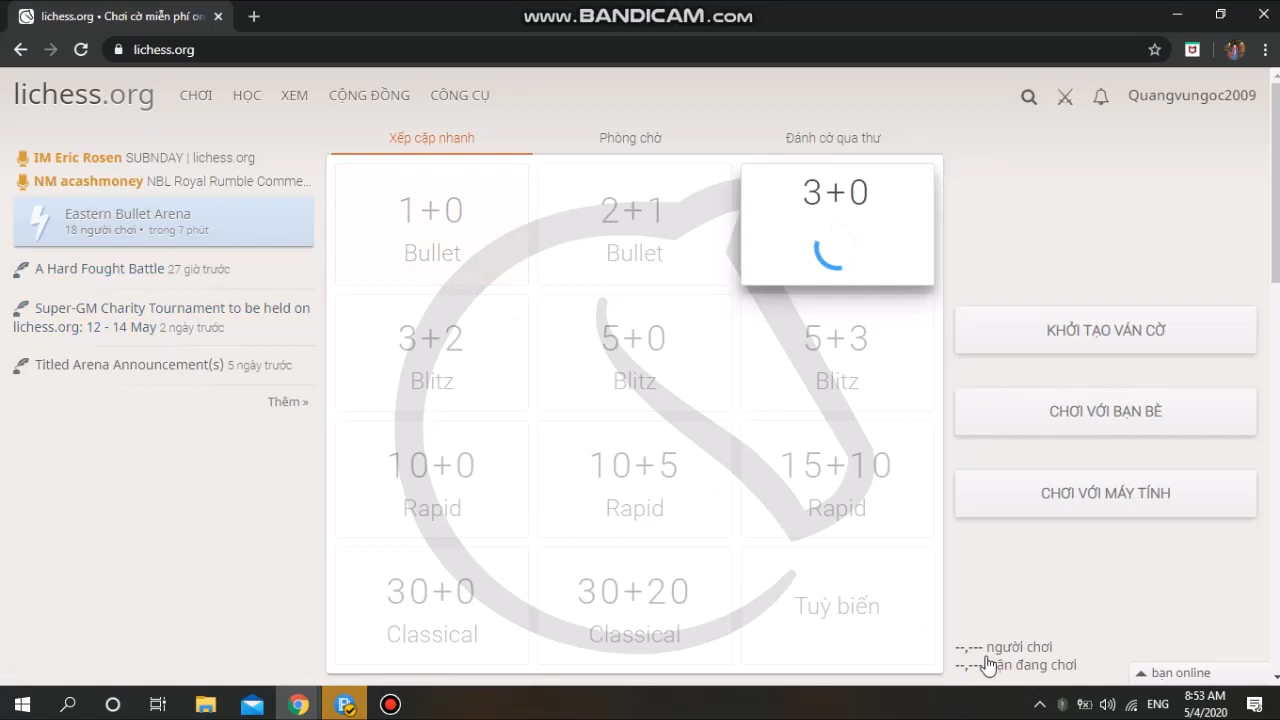 lichess.org • Chơi cờ miễn phí on
www.BANDICAM.com
lichess.org
lichess.org
CHƠI
HỌC
XEM
CỘNG ĐỒNG
CÔNG CỤ
Quangvungoc2009
IM Eric Rosen SUBNDAY | lichess.org
NM acashmoney NBL Royal Rumble Comme...
Eastern Bullet Arena
18 người chơi • trong 7 phút
A Hard Fought Battle 27 giờ trước
Super-GM Charity Tournament to be held on
lichess.org: 12 - 14 May 2 ngày trước
Titled Arena Announcement(s) 5 ngày trước
Thêm »
Xếp cặp nhanh
Phòng chờ
Đánh cờ qua thư
1+0
Bullet
2+1
Bullet
3+0
3+2
Blitz
5+0
Blitz
5+3
Blitz
10+0
Rapid
10+5
Rapid
15+10
Rapid
30+0
Classical
30+20
Classical
Tuỳ biến
KHỞI TẠO VÁN CỜ
CHƠI VỚI BẠN BÈ
CHƠI VỚI MÁY TÍNH
--,--- người chơi
đang chơi
bạn online
ENG
8:53 AM
5/4/2020